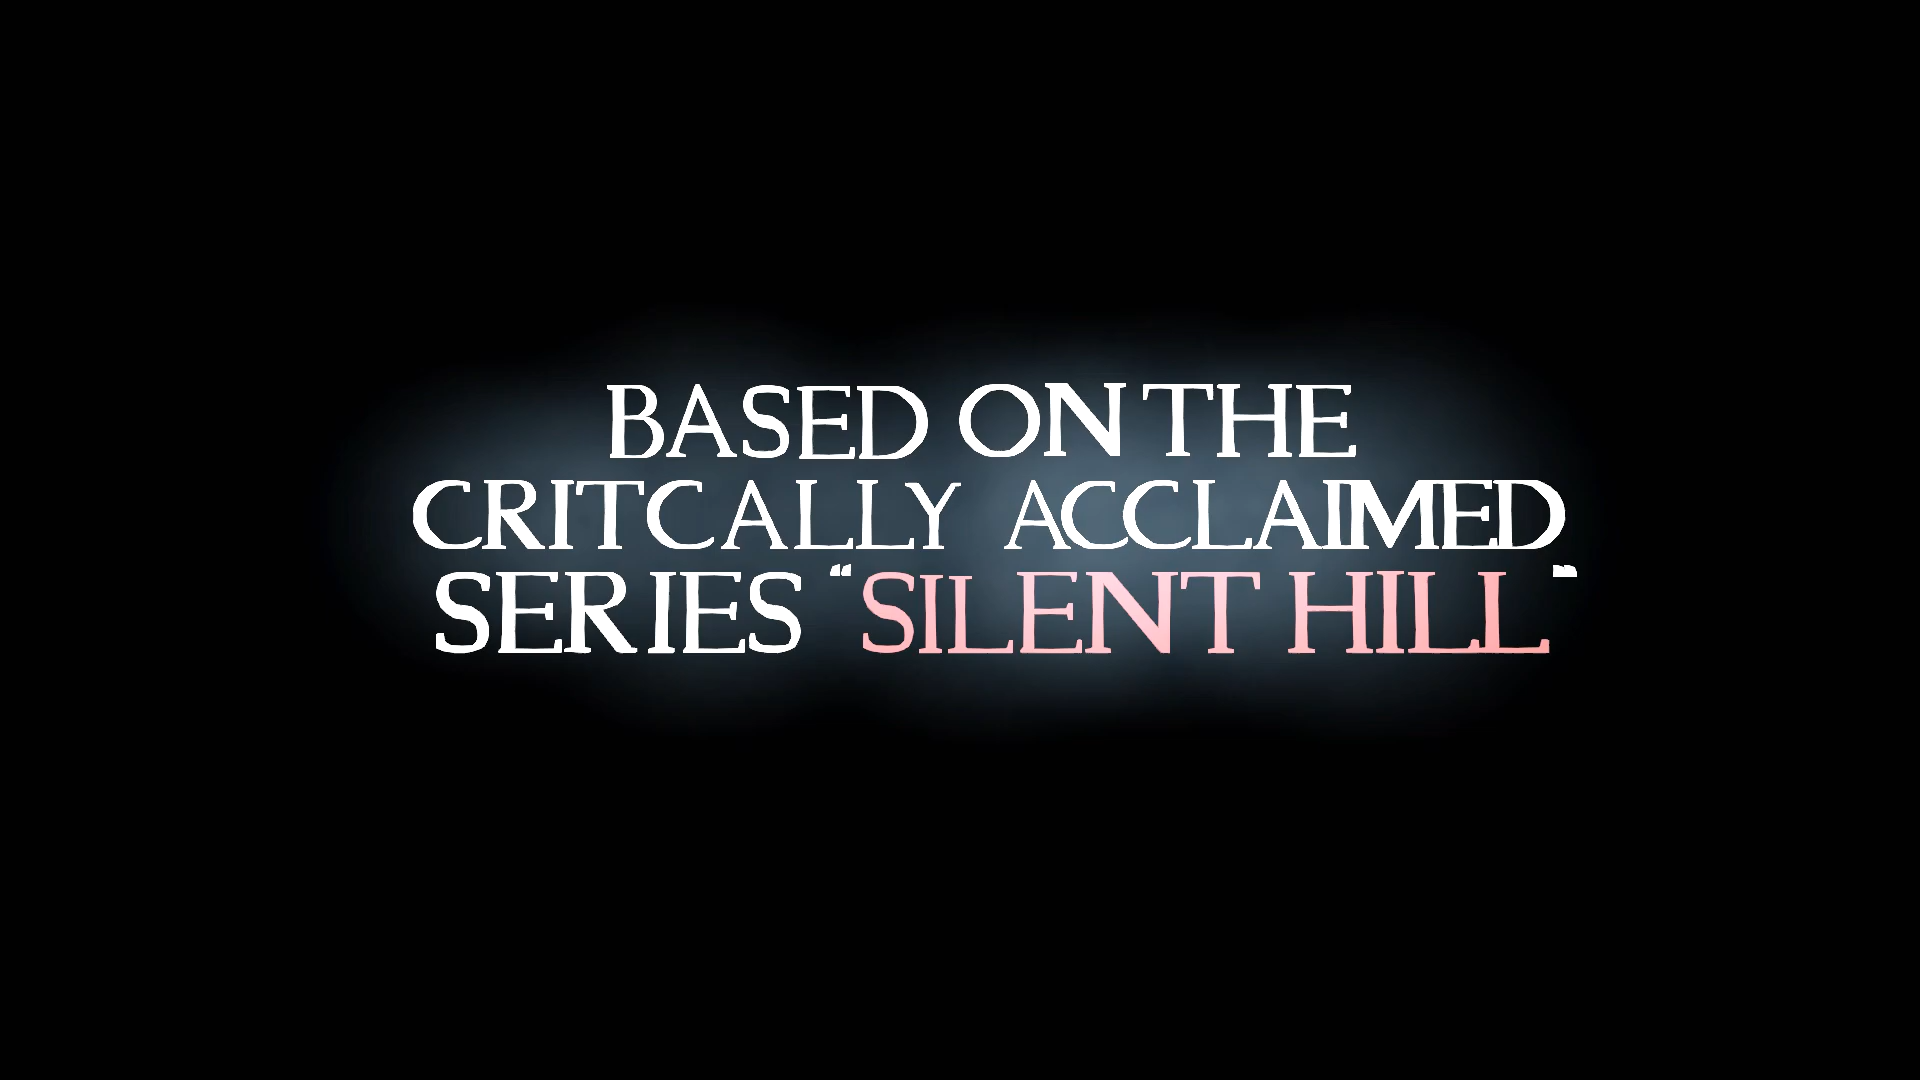 BASED ON THE
CRITCALLY ACCLAIMED
SERIES “SILENT HILL”